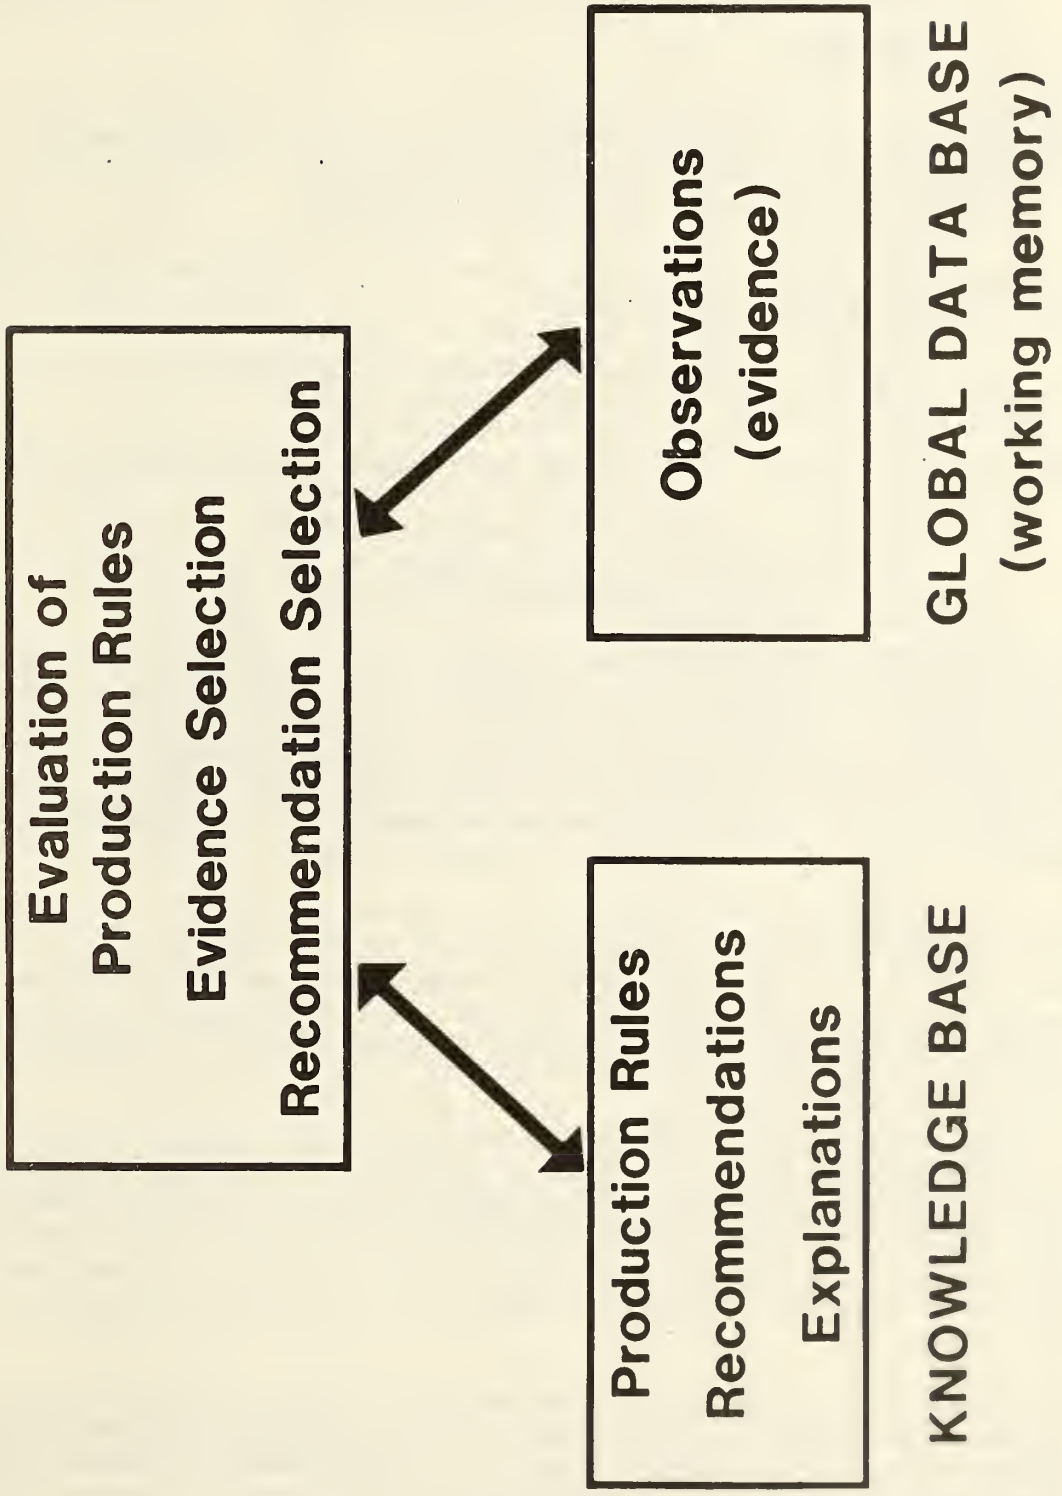 Evaluation of
Production Rules
Evidence Selection
Recommendation Selection
Production Rules
Recommendations
Explanations
KNOWLEDGE BASE
Observations
(evidence)
GLOBAL DATA BASE
(working memory)